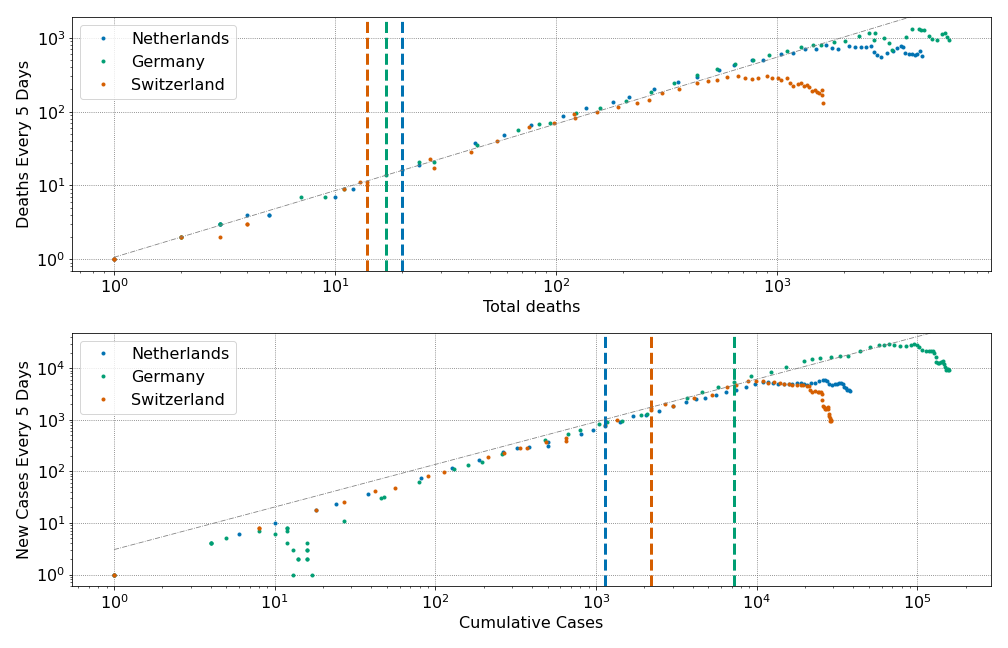 Netherlands
Germany
Switzerland
Deaths Every 5 Days
10³
10²
10¹
10⁰
10⁰ 10¹ 10² 10³
Total deaths
Netherlands
Germany
Switzerland
New Cases Every 5 Days
10⁴
10³
10²
10¹
10⁰
10⁰ 10¹ 10² 10³ 10⁴ 10⁵
Cumulative Cases